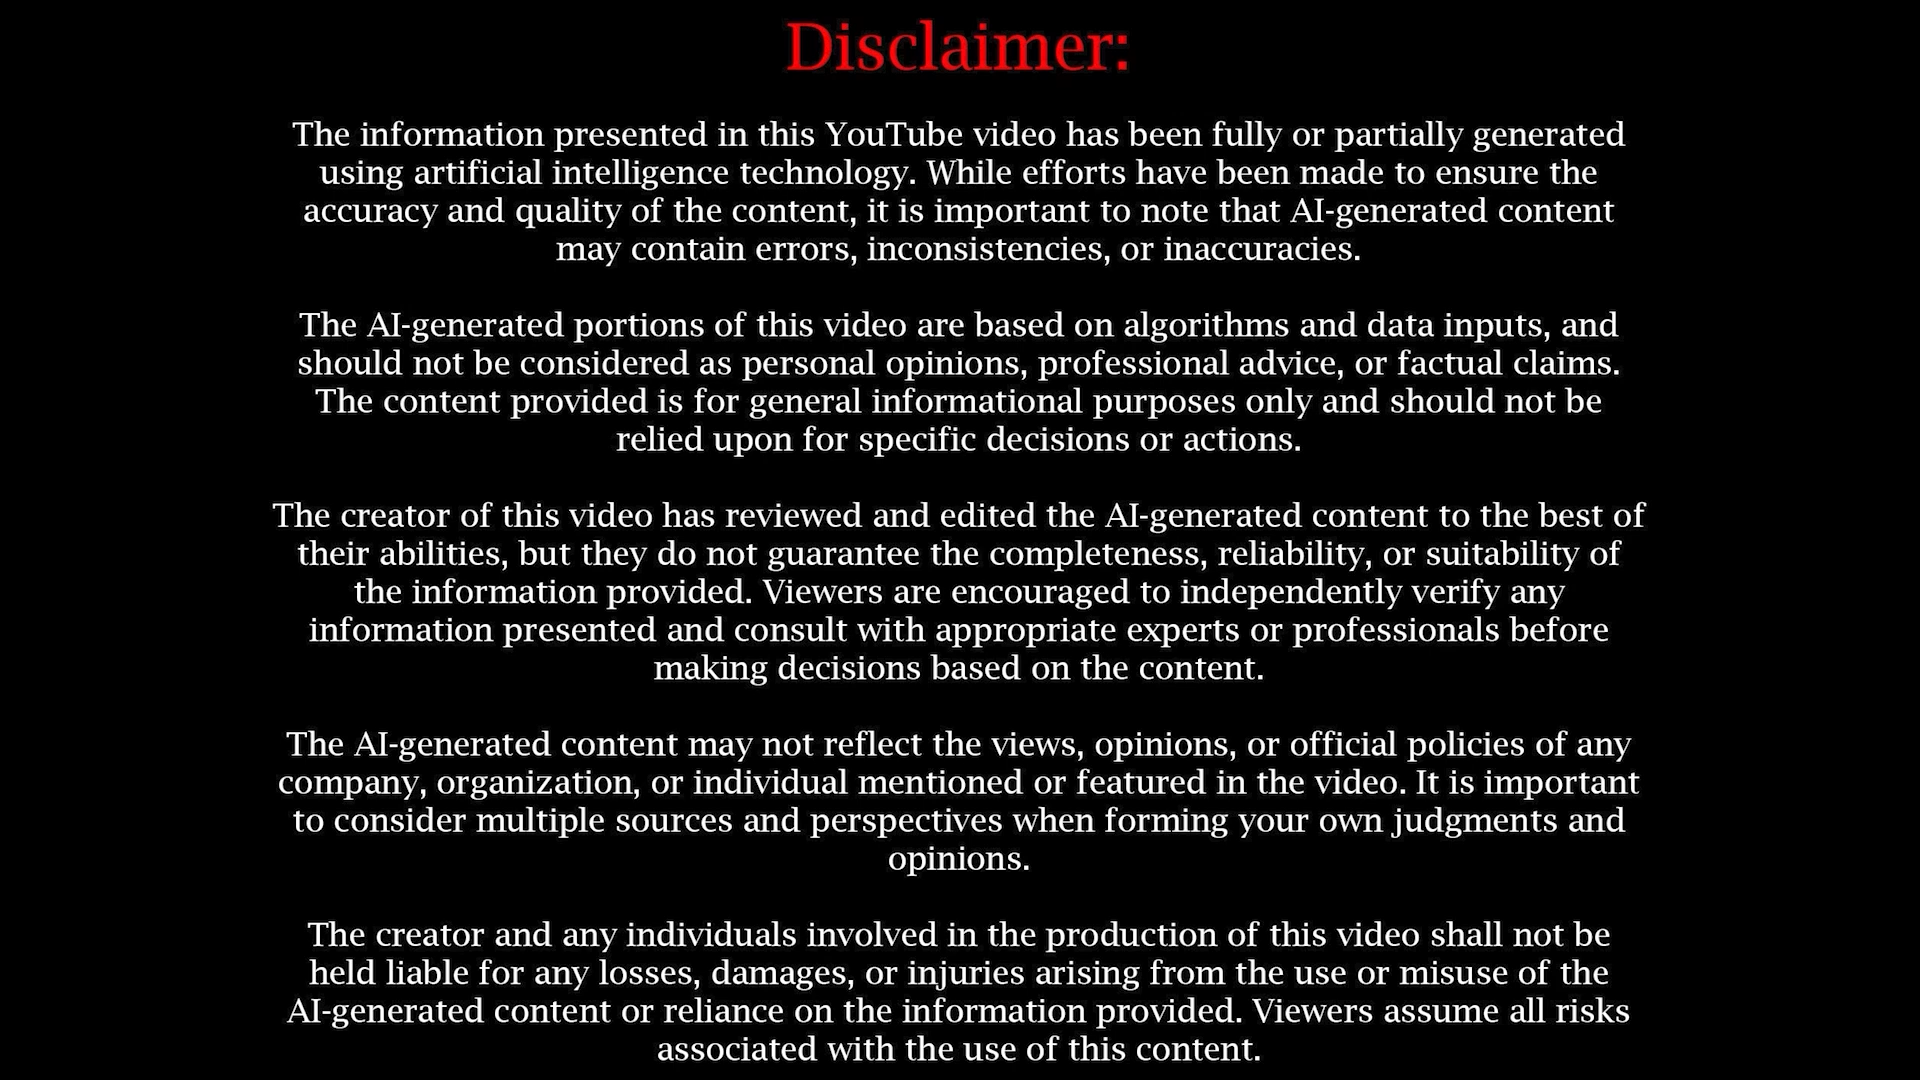 Disclaimer:
The information presented in this YouTube video has been fully or partially generated
using artificial intelligence technology. While efforts have been made to ensure the
accuracy and quality of the content, it is important to note that AI-generated content
may contain errors, inconsistencies, or inaccuracies.
The AI-generated portions of this video are based on algorithms and data inputs, and
should not be considered as personal opinions, professional advice, or factual claims.
The content provided is for general informational purposes only and should not be
relied upon for specific decisions or actions.
The creator of this video has reviewed and edited the AI-generated content to the best of
their abilities, but they do not guarantee the completeness, reliability, or suitability of
the information provided. Viewers are encouraged to independently verify any
information presented and consult with appropriate experts or professionals before
making decisions based on the content.
The AI-generated content may not reflect the views, opinions, or official policies of any
company, organization, or individual mentioned or featured in the video. It is important
to consider multiple sources and perspectives when forming your own judgments and
opinions.
The creator and any individuals involved in the production of this video shall not be
held liable for any losses, damages, or injuries arising from the use or misuse of the
AI-generated content or reliance on the information provided. Viewers assume all risks
associated with the use of this content.